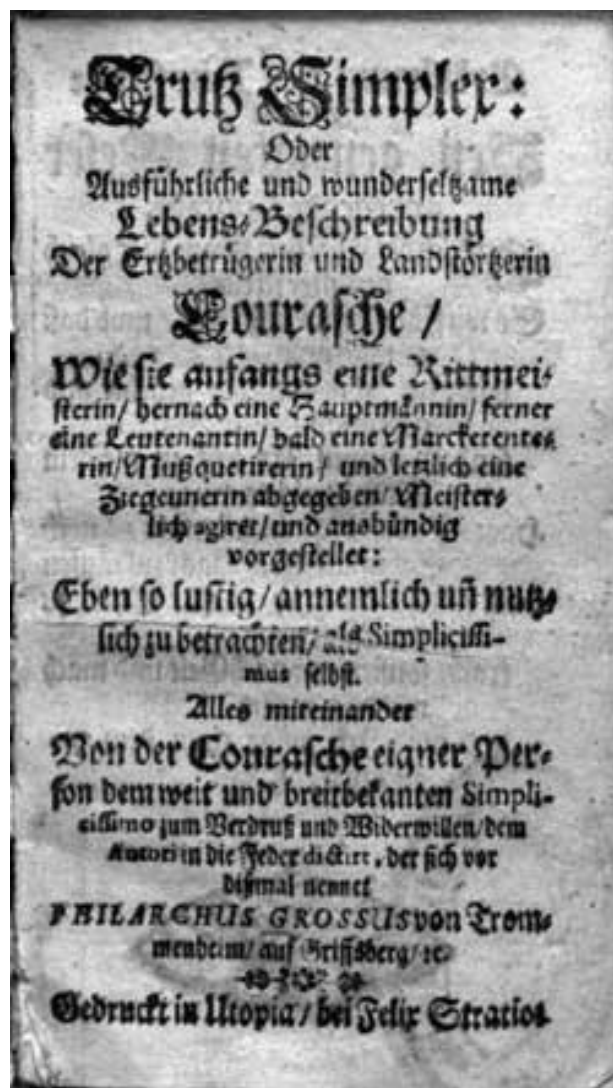 Trutz Simplex:
Oder
Ausführliche und wunderseltzame
Lebens-Beschreibung
Der Ertzbetrügerin und Landstörtzerin
Courasche /
Wie sie anfangs eine Rittmei-
sterin/ hernach eine Hauptmännin/ ferner
eine Leutenantin/ bald eine Marcketente-
rin/ Mußquetirerin/ und letzlich eine
Ziegeunerin abgegeben/ Meister-
lich agiret/ und ausbündig
vorgestellet:
Eben so lustig/ annemlich uñ nutz-
lich zu betrachten/ als Simplicissi-
mus selbst.
Alles miteinander
Von der Courasche eigner Per-
son dem weit und breitbekanten Simpli-
cissimo zum Verdruß und Widerwillen/ dem
Autori in die Feder dictirt, der sich vor
dißmal nennet
PHILARCHUS GROSSUS von Trom-
menheim/ auf Griffsberg/ ꝛc.
Gedruckt in Utopia/ bei Felix Stratiot